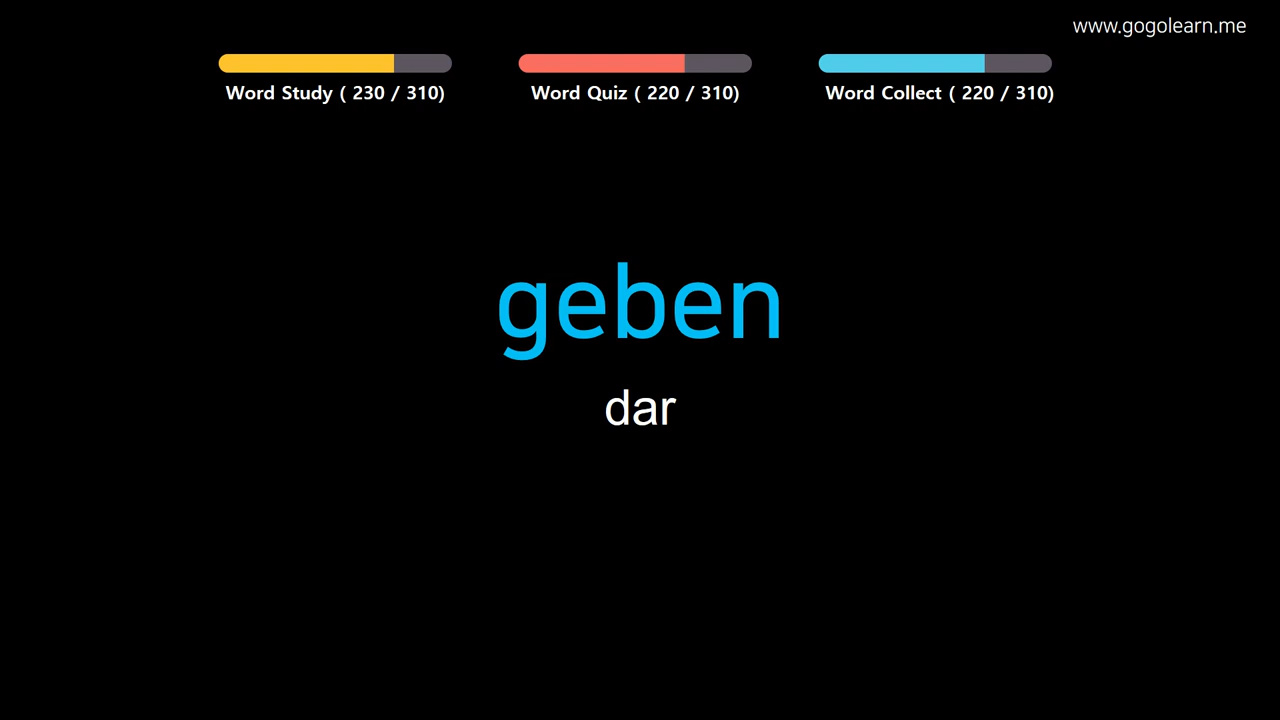 www.gogolearn.me
Word Study ( 230 / 310)
Word Quiz ( 220 / 310)
Word Collect ( 220 / 310)
geben
dar